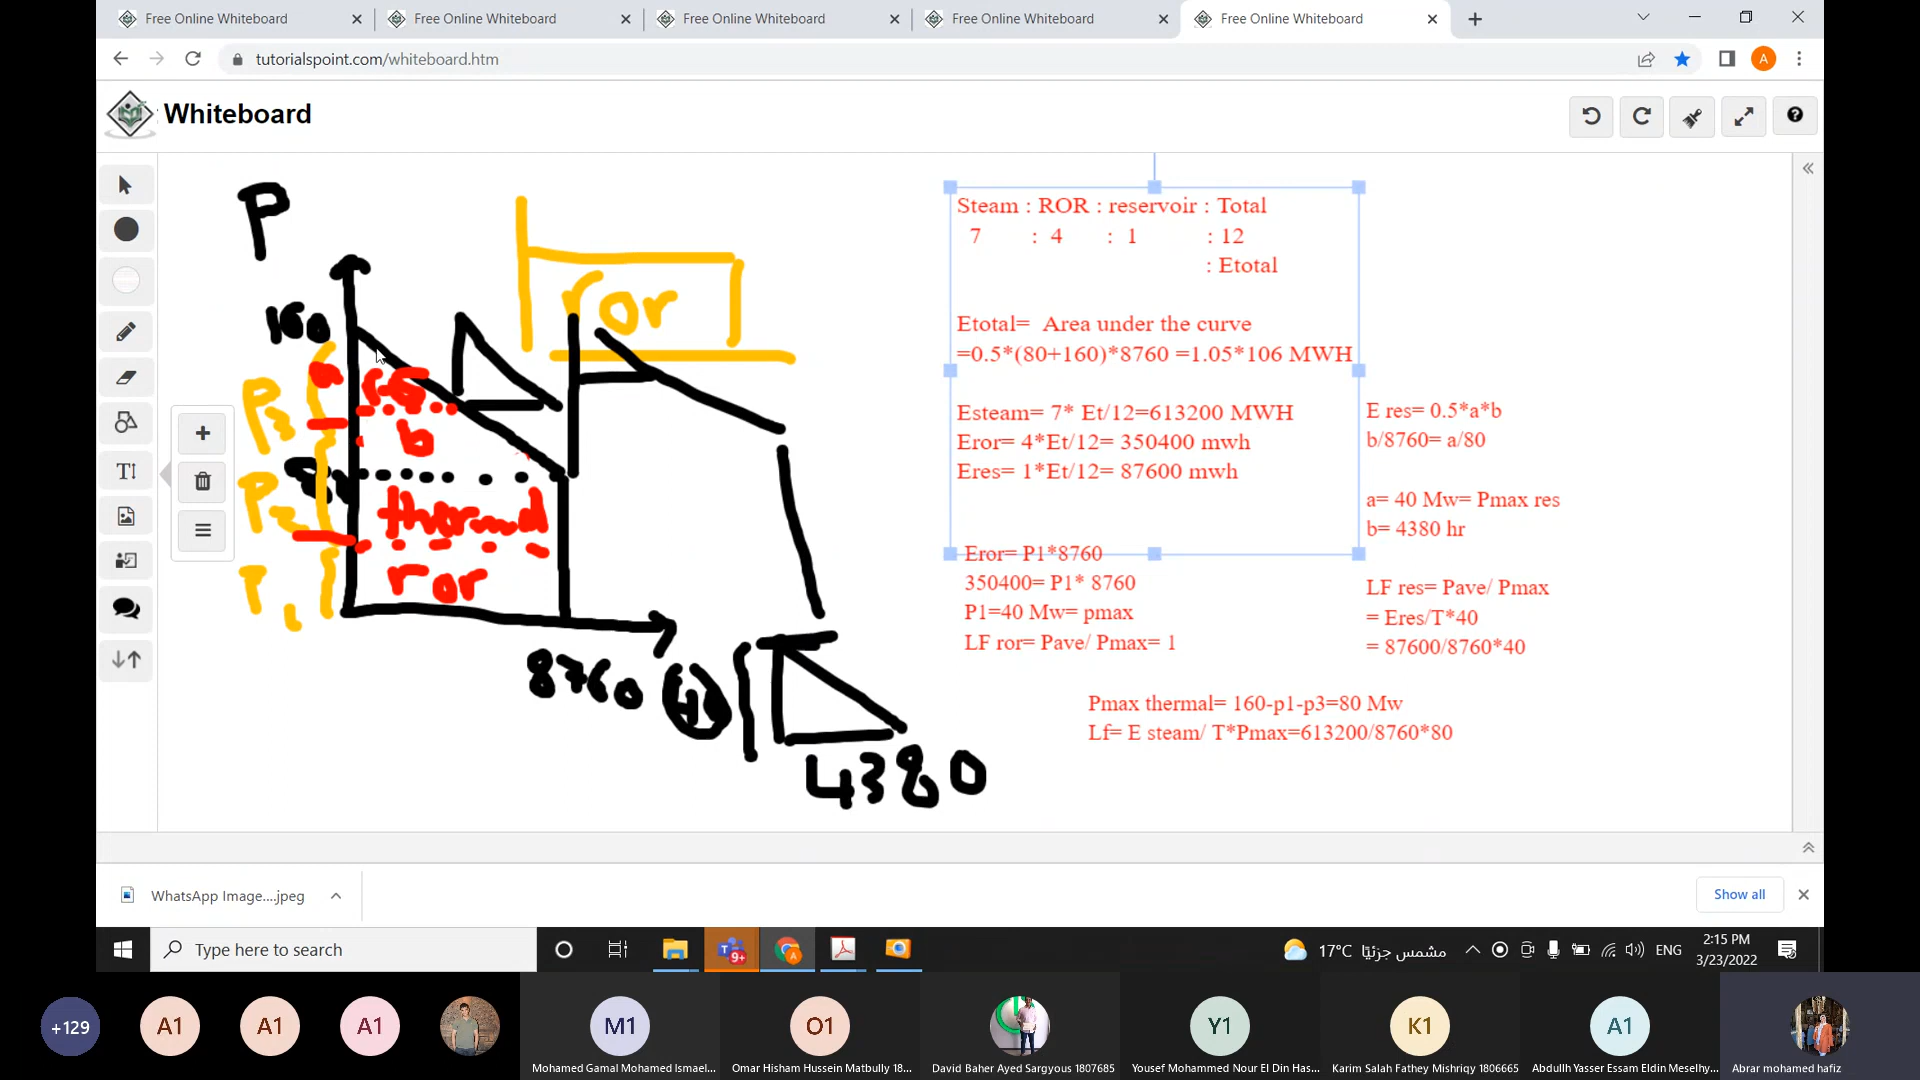 Free Online Whiteboard
Free Online Whiteboard
Free Online Whiteboard
Free Online Whiteboard
Free Online Whiteboard
tutorialspoint.com/whiteboard.htm
A
Whiteboard
P
160
ror
res
a
b
thermal
ror
P3
P2
8760
4380
Steam : ROR : reservoir : Total
7 : 4 : 1 : 12
: Etotal
Etotal= Area under the curve
=0.5*(80+160)*8760 =1.05*106 MWH
Esteam= 7* Et/12=613200 MWH
Eror= 4*Et/12= 350400 mwh
Eres= 1*Et/12= 87600 mwh
Eror= P1*8760
350400= P1* 8760
P1=40 Mw= pmax
LF ror= Pave/ Pmax= 1
E res= 0.5*a*b
b/8760= a/80
a= 40 Mw= Pmax res
b= 4380 hr
LF res= Pave/ Pmax
= Eres/T*40
= 87600/8760*40
Pmax thermal= 160-p1-p3=80 Mw
Lf= E steam/ T*Pmax=613200/8760*80
WhatsApp Image....jpeg
Show all
Type here to search
9+
A
17°C
مشمس جزئيًا
ENG
2:15 PM
3/23/2022
+129
A1
A1
A1
M1
O1
Y1
K1
A1
Mohamed Gamal Mohamed Ismael...
Omar Hisham Hussein Matbully 18...
David Baher Ayed Sargyous 1807685
Yousef Mohammed Nour El Din Has...
Karim Salah Fathey Mishriqy 1806665
Abdullh Yasser Essam Eldin Meselhy...
Abrar mohamed hafiz